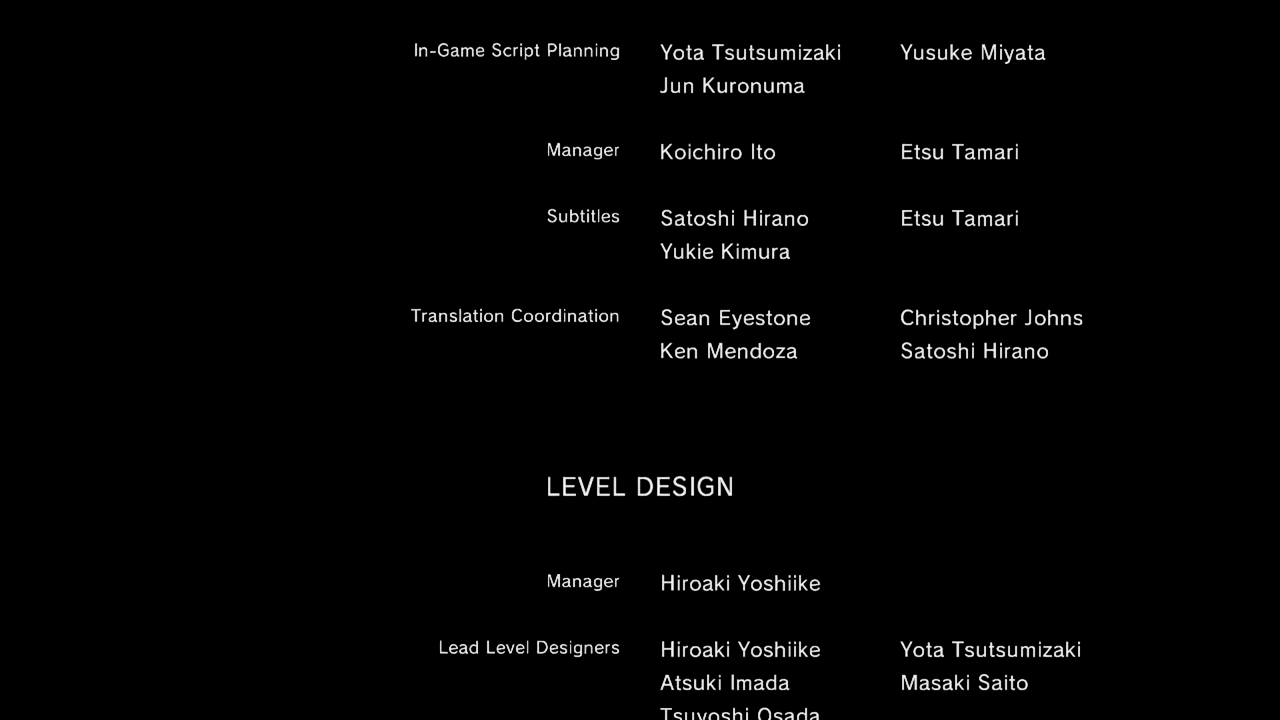 In-Game Script Planning Yota Tsutsumizaki Yusuke Miyata
Jun Kuronuma
Manager Koichiro Ito Etsu Tamari
Subtitles Satoshi Hirano Etsu Tamari
Yukie Kimura
Translation Coordination Sean Eyestone Christopher Johns
Ken Mendoza Satoshi Hirano
LEVEL DESIGN
Manager Hiroaki Yoshiike
Lead Level Designers Hiroaki Yoshiike Yota Tsutsumizaki
Atsuki Imada Masaki Saito
Tsuyoshi Osada